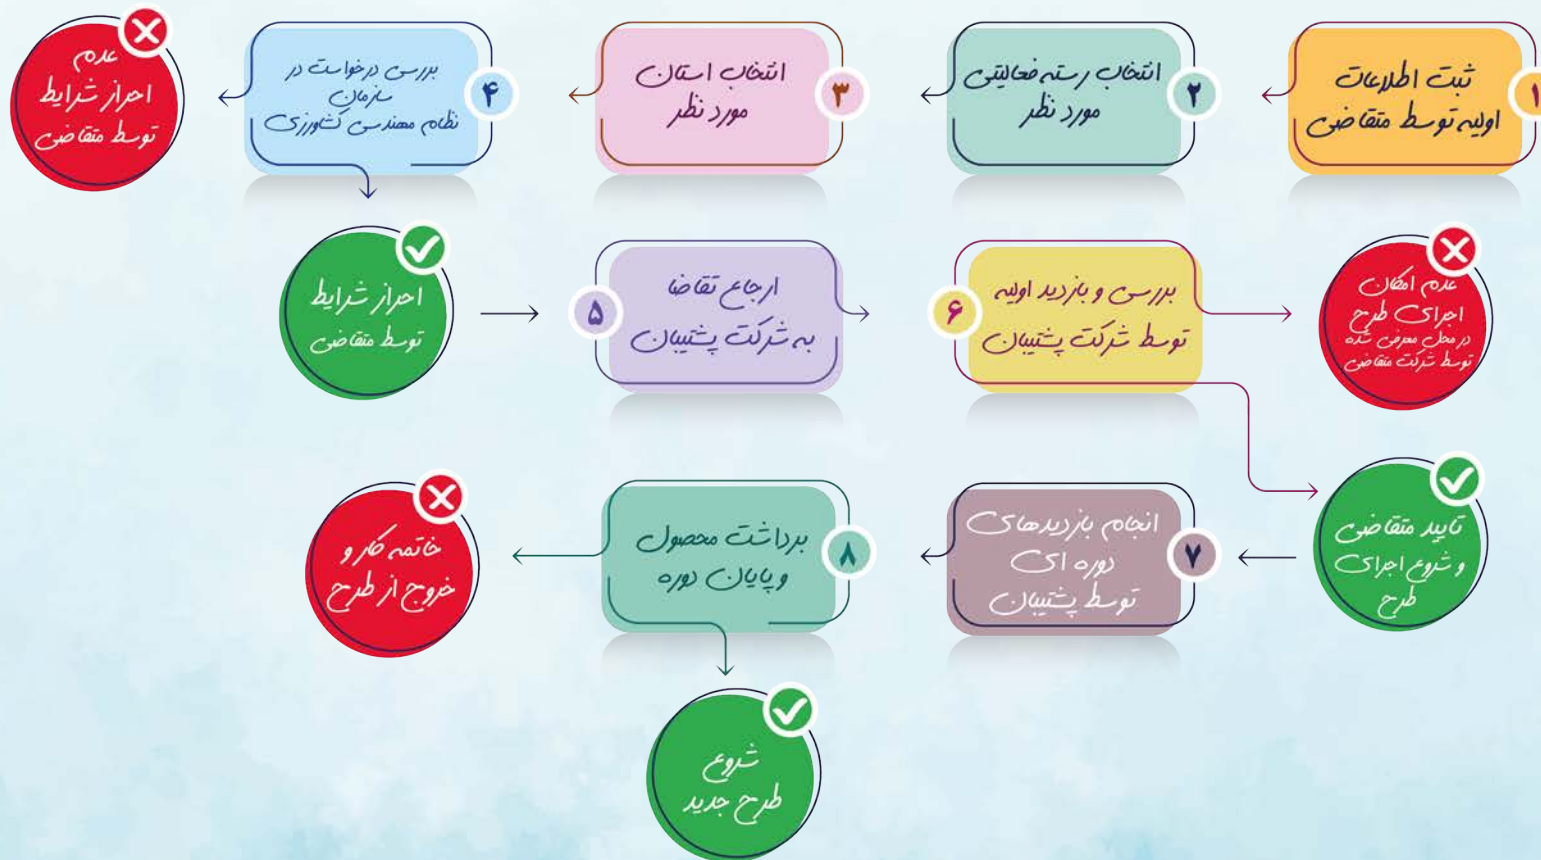 ۱
ثبت اطلاعات
اولیه توسط متقاضی
۲
انتخاب رسته فعالیتی
مورد نظر
۳
انتخاب استان
مورد نظر
۴
بررسی درخواست در
سازمان
نظام مهندسی کشاورزی
عدم
احراز شرایط
توسط متقاضی
احراز شرایط
توسط متقاضی
۵
ارجاع تقاضا
به شرکت پشتیبان
۶
بررسی و بازدید اولیه
توسط شرکت پشتیبان
عدم امکان
اجرای طرح
در محل معرفی شده
توسط شرکت متقاضی
تایید متقاضی
و شروع اجرای
طرح
۷
انجام بازدیدهای
دوره ای
توسط پشتیبان
۸
برداشت محصول
و پایان دوره
خاتمه کار و
خروج از طرح
شروع
طرح جدید